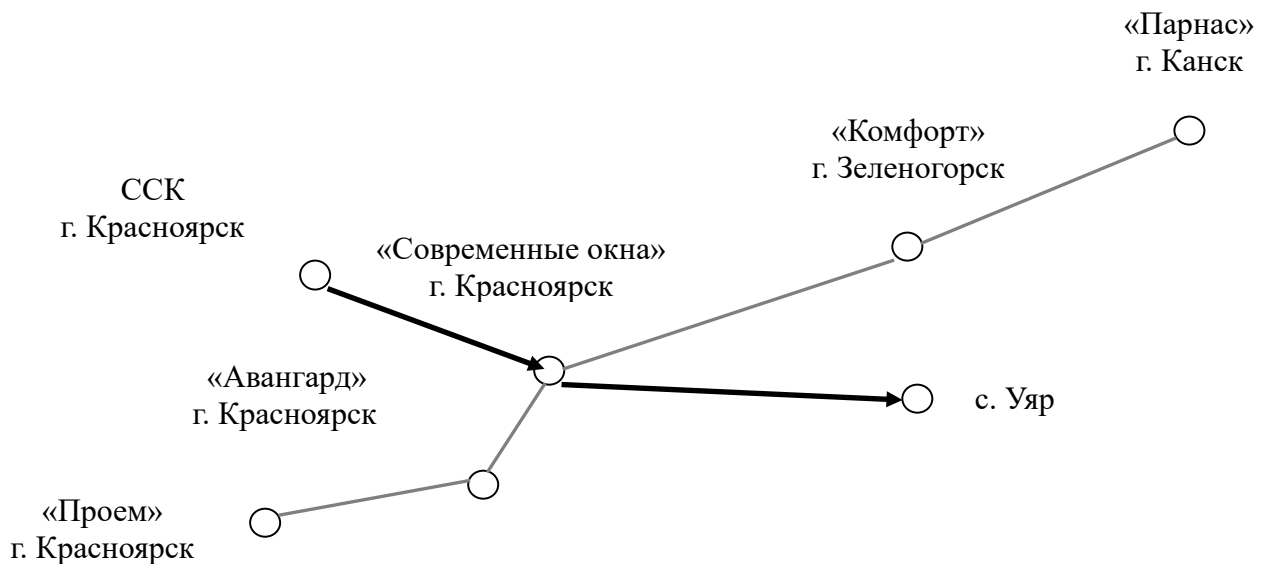 «Парнас»
г. Канск
«Комфорт»
г. Зеленогорск
ССК
г. Красноярск
«Современные окна»
г. Красноярск
«Авангард»
г. Красноярск
с. Уяр
«Проем»
г. Красноярск